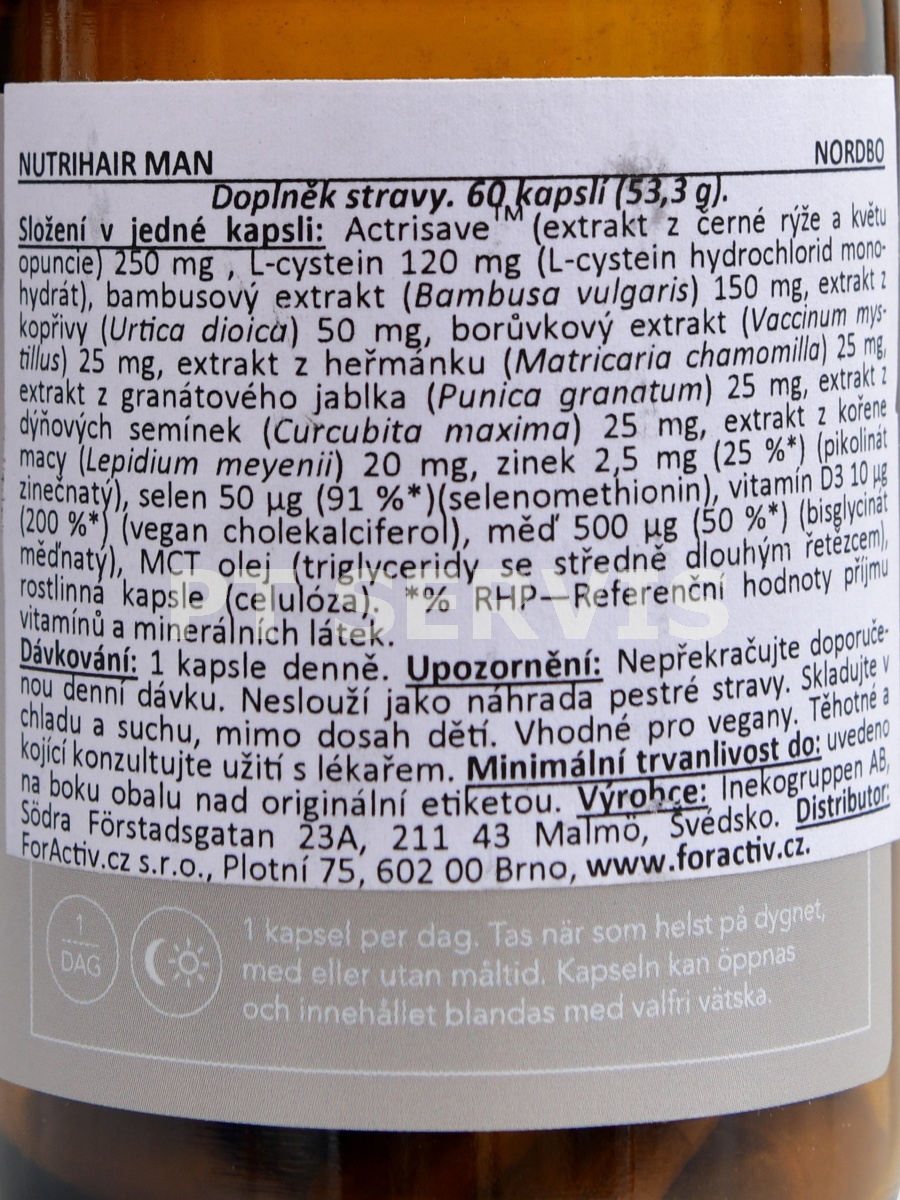 NUTRIHAIR MAN NORDBO
Doplněk stravy. 60 kapslí (53,3 g).
Složení v jedné kapsli: Actrisave™ (extrakt z černé rýže a květu
opuncie) 250 mg , L-cystein 120 mg (L-cystein hydrochlorid mono-
hydrát), bambusový extrakt (Bambusa vulgaris) 150 mg, extrakt z
kopřivy (Urtica dioica) 50 mg, borůvkový extrakt (Vaccinum mys-
tillus) 25 mg, extrakt z heřmánku (Matricaria chamomilla) 25 mg,
extrakt z granátového jablka (Punica granatum) 25 mg, extrakt z
dýňových semínek (Curcubita maxima) 25 mg, extrakt z kořene
macy (Lepidium meyenii) 20 mg, zinek 2,5 mg (25 %*) (pikolinát
zinečnatý), selen 50 µg (91 %*)(selenomethionin), vitamín D3 10 µg
(200 %*) (vegan cholekalciferol), měď 500 µg (50 %*) (bisglycinát
měďnatý), MCT olej (triglyceridy se středně dlouhým řetězcem),
rostlinná kapsle (celulóza). *% RHP—Referenční hodnoty příjmu
vitamínů a minerálních látek.
PT SERVIS
Dávkování: 1 kapsle denně. Upozornění: Nepřekračujte doporuče-
nou denní dávku. Neslouží jako náhrada pestré stravy. Skladujte v
chladu a suchu, mimo dosah dětí. Vhodné pro vegany. Těhotné a
kojící konzultujte užití s lékařem. Minimální trvanlivost do: uvedeno
na boku obalu nad originální etiketou. Výrobce: Inekogruppen AB,
Södra Förstadsgatan 23A, 211 43 Malmö, Švédsko. Distributor:
ForActiv.cz s.r.o., Plotní 75, 602 00 Brno, www.foractiv.cz.
1
DAG
1 kapsel per dag. Tas när som helst på dygnet,
med eller utan måltid. Kapseln kan öppnas
och innehållet blandas med valfri vätska.